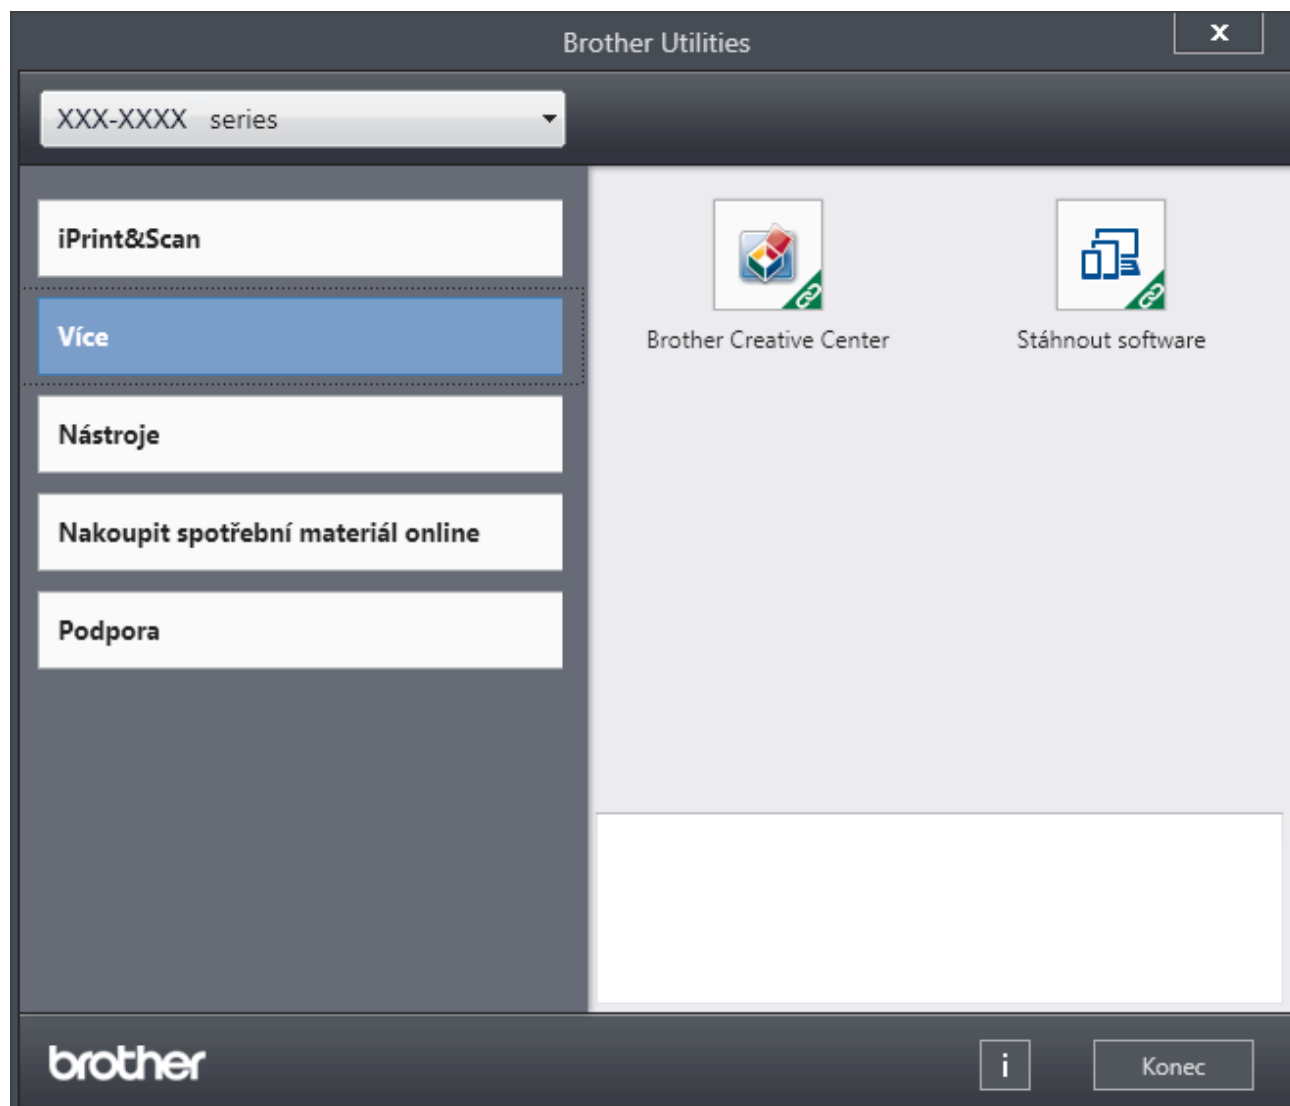 Brother Utilities
x
XXX-XXXX series
iPrint&Scan
Více
Nástroje
Nakoupit spotřební materiál online
Podpora
Brother Creative Center
Stáhnout software
brother
i
Konec